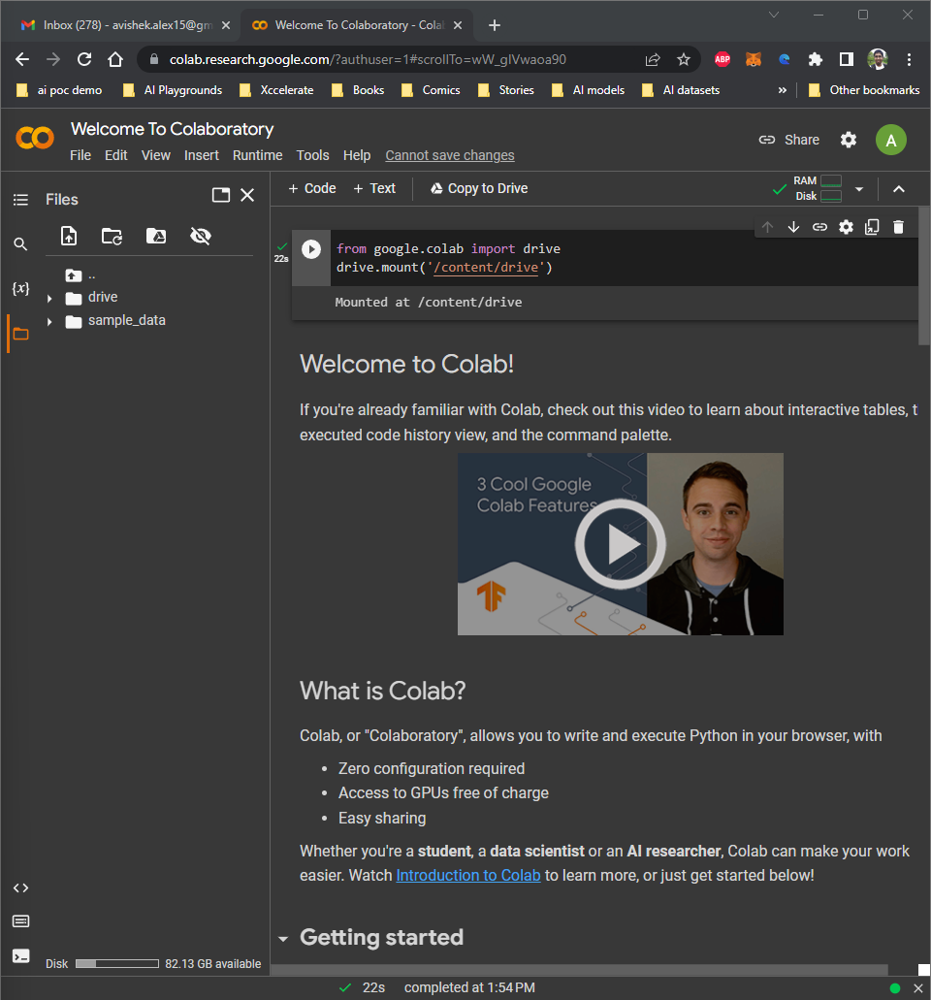 Inbox (278) - avishek.alex15@gm
Welcome To Colaboratory - Cola
colab.research.google.com/?authuser=1#scrollTo=wW_glVwaoa90
ABP
ai poc demo
AI Playgrounds
Xccelerate
Books
Comics
Stories
AI models
AI datasets
»
Other bookmarks
Welcome To Colaboratory
File Edit View Insert Runtime Tools Help Cannot save changes
Share
A
Files
+ Code + Text Copy to Drive
RAM
Disk
{x}
..
drive
sample_data
22s
from google.colab import drive
drive.mount('/content/drive')
Mounted at /content/drive
Welcome to Colab!
If you're already familiar with Colab, check out this video to learn about interactive tables, t
executed code history view, and the command palette.
3 Cool Google
Colab Features
What is Colab?
Colab, or "Colaboratory", allows you to write and execute Python in your browser, with
• Zero configuration required
• Access to GPUs free of charge
• Easy sharing
Whether you're a student, a data scientist or an AI researcher, Colab can make your work
easier. Watch Introduction to Colab to learn more, or just get started below!
Getting started
Disk 82.13 GB available
22s completed at 1:54 PM